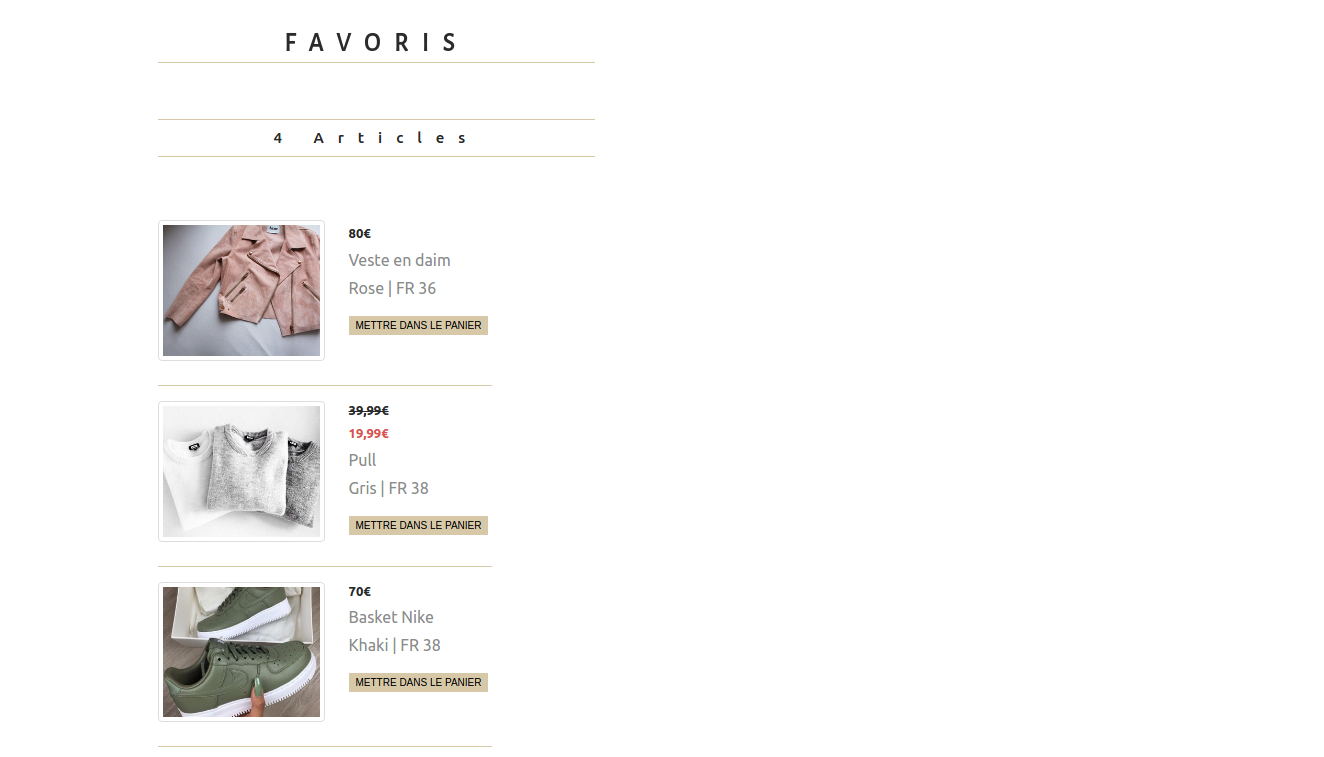 FAVORIS
4 Articles
80€
Veste en daim
Rose | FR 36
METTRE DANS LE PANIER
39,99€
19,99€
Pull
Gris | FR 38
METTRE DANS LE PANIER
70€
Basket Nike
Khaki | FR 38
METTRE DANS LE PANIER